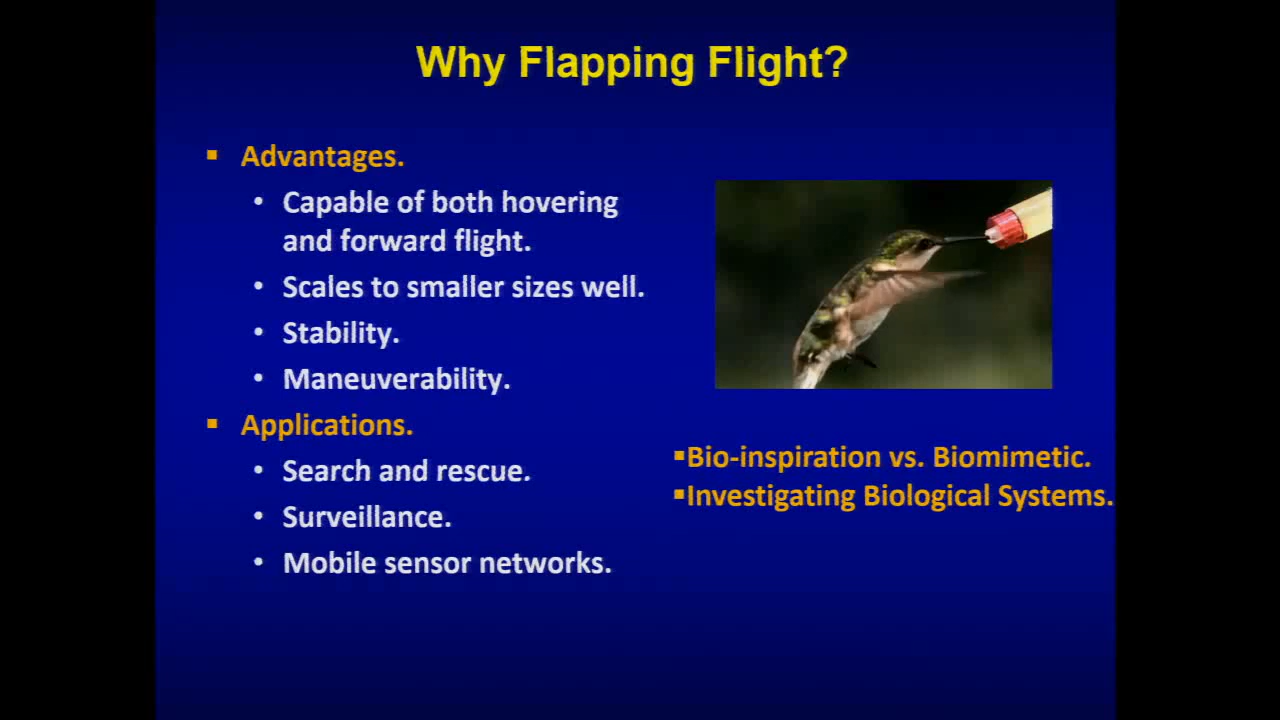 Why Flapping Flight?
▪ Advantages.
• Capable of both hovering
and forward flight.
• Scales to smaller sizes well.
• Stability.
• Maneuverability.
▪ Applications.
• Search and rescue.
• Surveillance.
• Mobile sensor networks.
▪Bio-inspiration vs. Biomimetic.
▪Investigating Biological Systems.